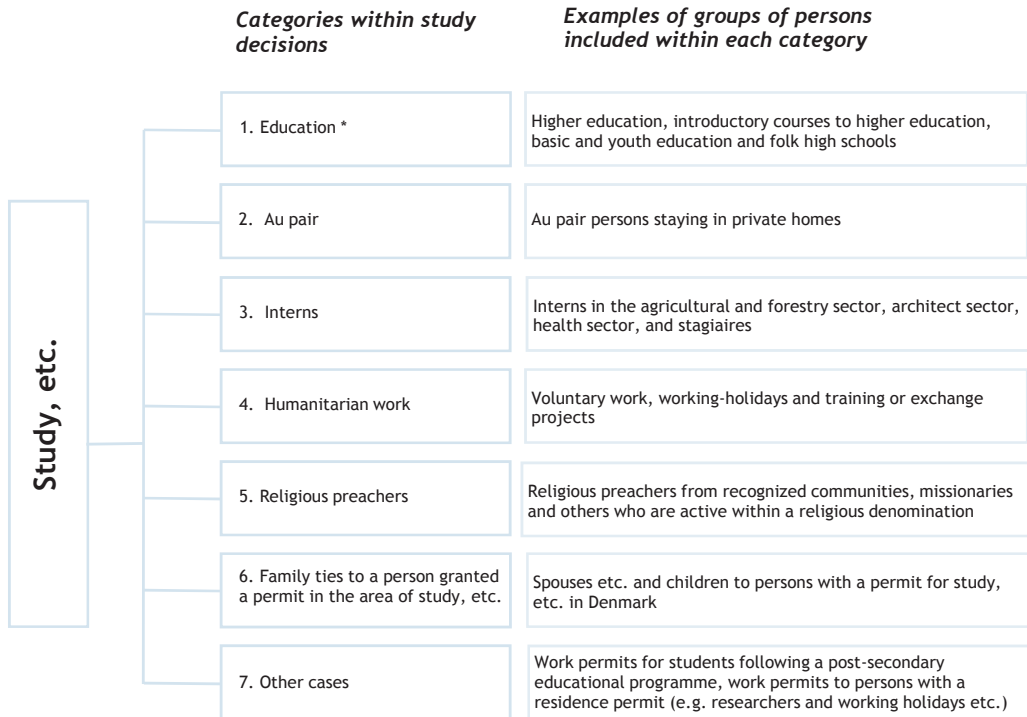 Categories within study
decisions
Examples of groups of persons
included within each category
Study, etc.
1. Education *
Higher education, introductory courses to higher education,
basic and youth education and folk high schools
2. Au pair
Au pair persons staying in private homes
3. Interns
Interns in the agricultural and forestry sector, architect sector,
health sector, and stagiaires
4. Humanitarian work
Voluntary work, working-holidays and training or exchange
projects
5. Religious preachers
Religious preachers from recognized communities, missionaries
and others who are active within a religious denomination
6. Family ties to a person granted
a permit in the area of study, etc.
Spouses etc. and children to persons with a permit for study,
etc. in Denmark
7. Other cases
Work permits for students following a post-secondary
educational programme, work permits to persons with a
residence permit (e.g. researchers and working holidays etc.)